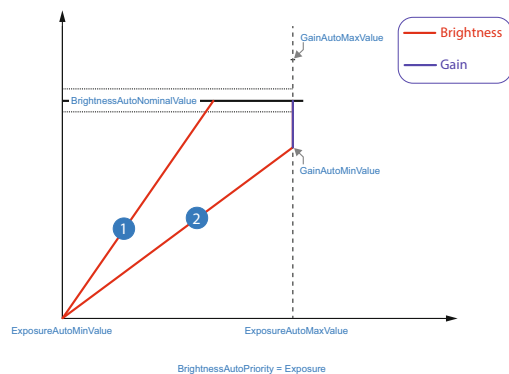 GainAutoMaxValue
Brightness
Gain
BrightnessAutoNominalValue
GainAutoMinValue
1
2
ExposureAutoMinValue
ExposureAutoMaxValue
BrightnessAutoPriority = Exposure